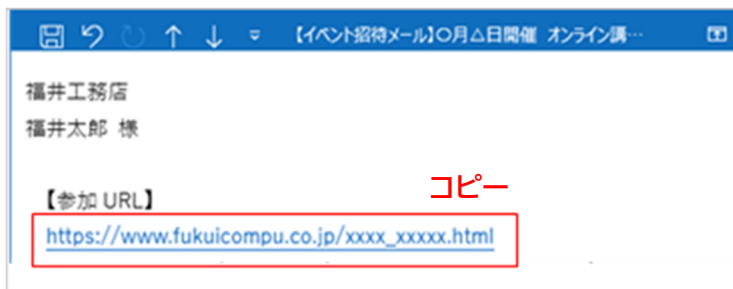 【イベント招待メール】〇月△日開催 オンライン講…
福井工務店
福井太郎 様
コピー
【参加 URL】
https://www.fukuicompu.co.jp/xxxx_xxxxx.html